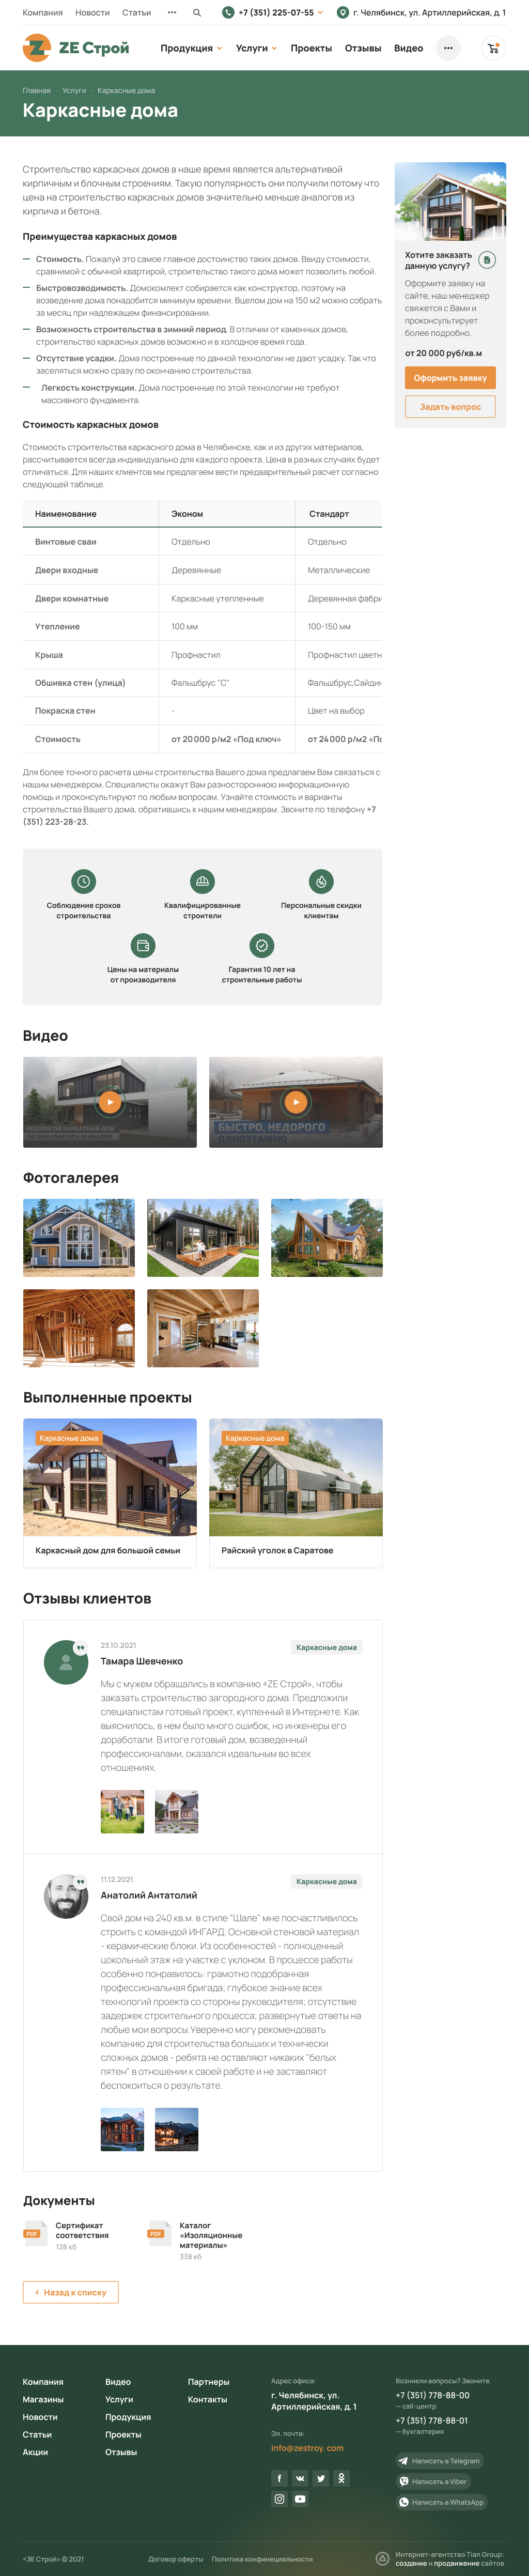 Компания Новости Статьи ••• +7 (351) 225-07-55 г. Челябинск, ул. Артиллерийская, д. 1
ZE Строй Продукция Услуги Проекты Отзывы Видео •••
Главная Услуги Каркасные дома
Каркасные дома
Строительство каркасных домов в наше время является альтернативой
кирпичным и блочным строениям. Такую популярность они получили потому что
цена на строительство каркасных домов значительно меньше аналогов из
кирпича и бетона.
Преимущества каркасных домов
Стоимость. Пожалуй это самое главное достоинство таких домов. Ввиду стоимости,
сравнимой с обычной квартирой, строительство такого дома может позволить любой.
Быстровозводимость. Домокомлект собирается как конструктор, поэтому на
возведение дома понадобится минимум времени. Вцелом дом на 150 м2 можно собрать
за месяц при надлежащем финансировании.
Возможность строительства в зимний период. В отличии от каменных домов,
строительство каркасных домов возможно и в холодное время года.
Отсутствие усадки. Дома построенные по данной технологии не дают усадку. Так что
заселяться можно сразу по окончанию строительства.
Легкость конструкции. Дома построенные по этой технологии не требуют
массивного фундамента.
Хотите заказать
данную услугу?
Оформите заявку на
сайте, наш менеджер
свяжется с Вами и
проконсультирует
более подробно.
от 20 000 руб/кв.м
Оформить заявку
Задать вопрос
Стоимость каркасных домов
Стоимость строительства каркасного дома в Челябинске, как и из других материалов,
рассчитывается всегда индивидуально для каждого проекта. Цена в разных случаях будет
отличаться. Для наших клиентов мы предлагаем вести предварительный расчет согласно
следующей таблице.
Наименование Эконом Стандарт
Винтовые сваи Отдельно Отдельно
Двери входные Деревянные Металлические
Двери комнатные Каркасные утепленные Деревянная фабри
Утепление 100 мм 100-150 мм
Крыша Профнастил Профнастил цветн
Обшивка стен (улица) Фальшбрус "С" Фальшбрус,Сайдин
Покраска стен - Цвет на выбор
Стоимость от 20 000 р/м2 «Под ключ» от 24 000 р/м2 «По
Для более точного расчета цены строительства Вашего дома предлагаем Вам связаться с
нашим менеджером. Специалисты окажут Вам разностороннюю информационную
помощь и проконсультируют по любым вопросам. Узнайте стоимость и варианты
строительства Вашего дома, обратившись к нашим менеджерам. Звоните по телефону +7
(351) 223-28-23.
Соблюдение сроков
строительства
Квалифицированные
строители
Персональные скидки
клиентам
Цены на материалы
от производителя
Гарантия 10 лет на
строительные работы
Видео
НЕДОРОГОЙ КАРКАСНЫЙ ДОМ
БЫСТРО, НЕДОРОГО
ОДНОЭТАЖНО
Фотогалерея
Выполненные проекты
Каркасные дома
Каркасный дом для большой семьи
Каркасные дома
Райский уголок в Саратове
Отзывы клиентов
23.10.2021 Каркасные дома
Тамара Шевченко
Мы с мужем обращались в компанию «ZE Строй», чтобы
заказать строительство загородного дома. Предложили
специалистам готовый проект, купленный в Интернете. Как
выяснилось, в нем было много ошибок, но инженеры его
доработали. В итоге готовый дом, возведенный
профессионалами, оказался идеальным во всех
отношениях.
11.12.2021 Каркасные дома
Анатолий Антатолий
Свой дом на 240 кв.м. в стиле "Шале" мне посчастливилось
строить с командой ИНГАРД. Основной стеновой материал
- керамические блоки. Из особенностей - полноценный
цокольный этаж на участке с уклоном. В процессе работы
особенно понравилось: грамотно подобранная
профессиональная бригада; глубокое знание всех
технологий проекта со стороны руководителя; отсутствие
задержек строительного процесса; развернутые ответы на
любые мои вопросы.Уверенно могу рекомендовать
компанию для строительства больших и технически
сложных домов - ребята не оставляют никаких "белых
пятен" в отношении к своей работе и не заставляют
беспокоиться о результате.
Документы
PDF
Сертификат
соответствия
128 кб
PDF
Каталог
«Изоляционные
материалы»
338 кб
Назад к списку
Компания
Магазины
Новости
Статьи
Акции
Видео
Услуги
Продукция
Проекты
Отзывы
Партнеры
Контакты
Адрес офиса:
г. Челябинск, ул.
Артиллерийская, д. 1
Эл. почта:
info@zestroy. com
Возникли вопросы? Звоните.
+7 (351) 778-88-00
— call-центр
+7 (351) 778-88-01
— бухгалтерия
Написать в Telegram
Написать в Viber
Написать в WhatsApp
«ЗЕ Строй» © 2021 Договор оферты Политика конфинециальности
Интернет-агентство Tian Group:
создание и продвижение сайтов